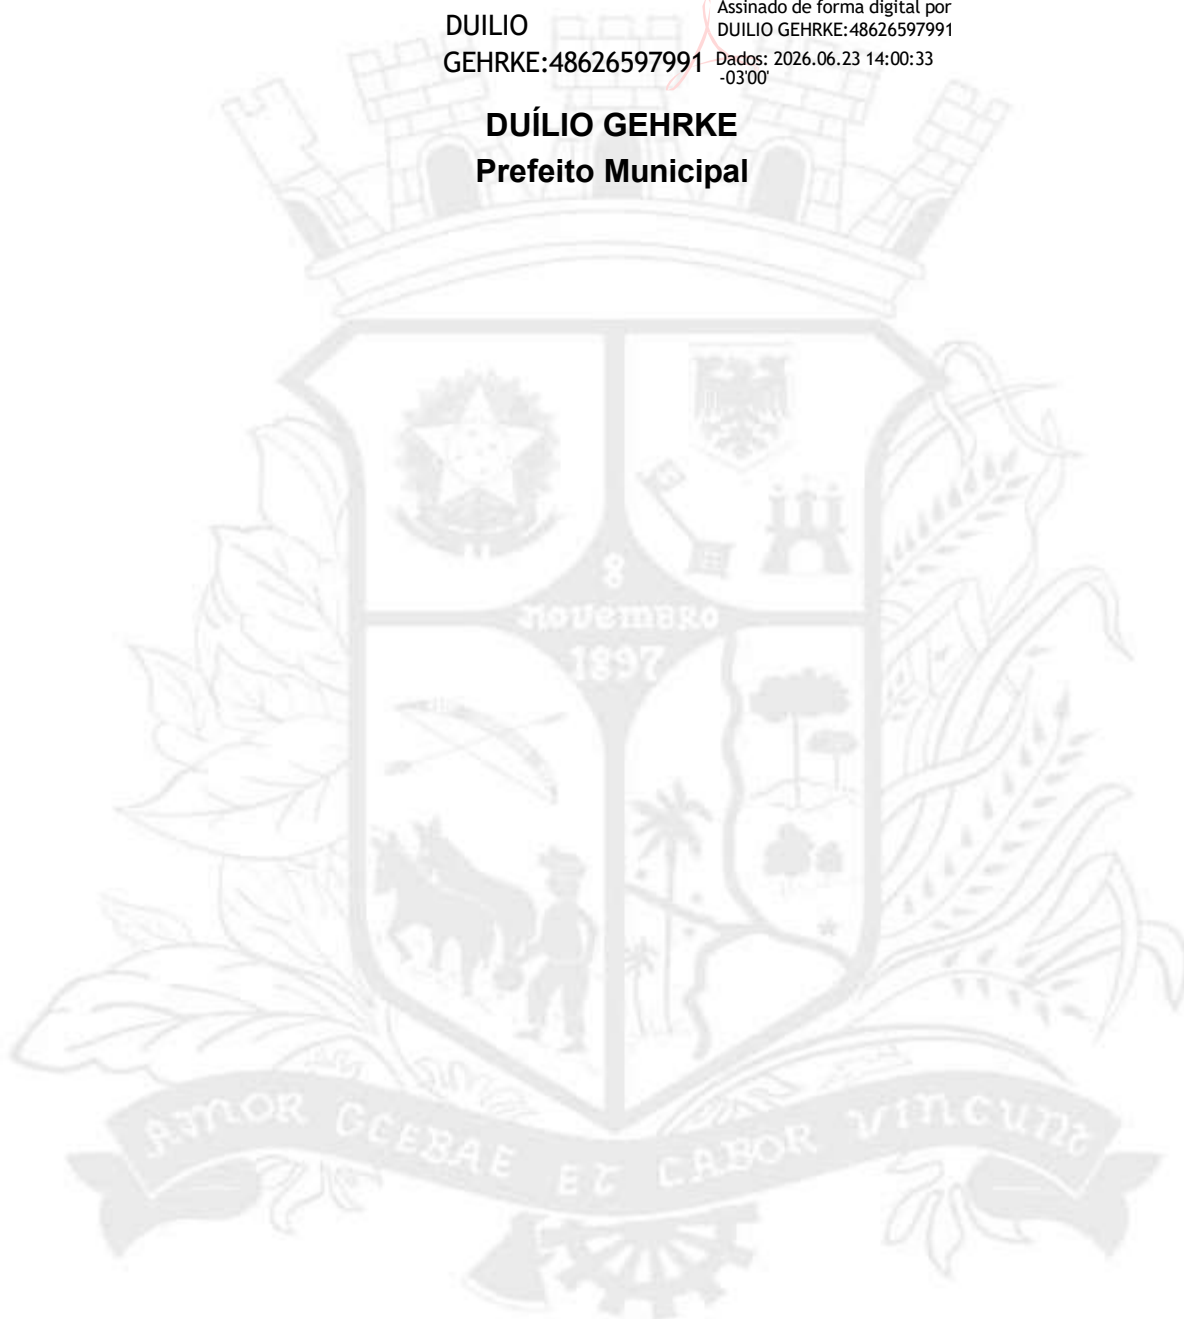 DUILIO
GEHRKE:48626597991
Assinado de forma digital por
DUILIO GEHRKE:48626597991
Dados: 2026.06.23 14:00:33
-03'00'
DUÍLIO GEHRKE
Prefeito Municipal
8
NOVEMBRO
1897
AMOR GLEBAE ET LABOR VINCUNT